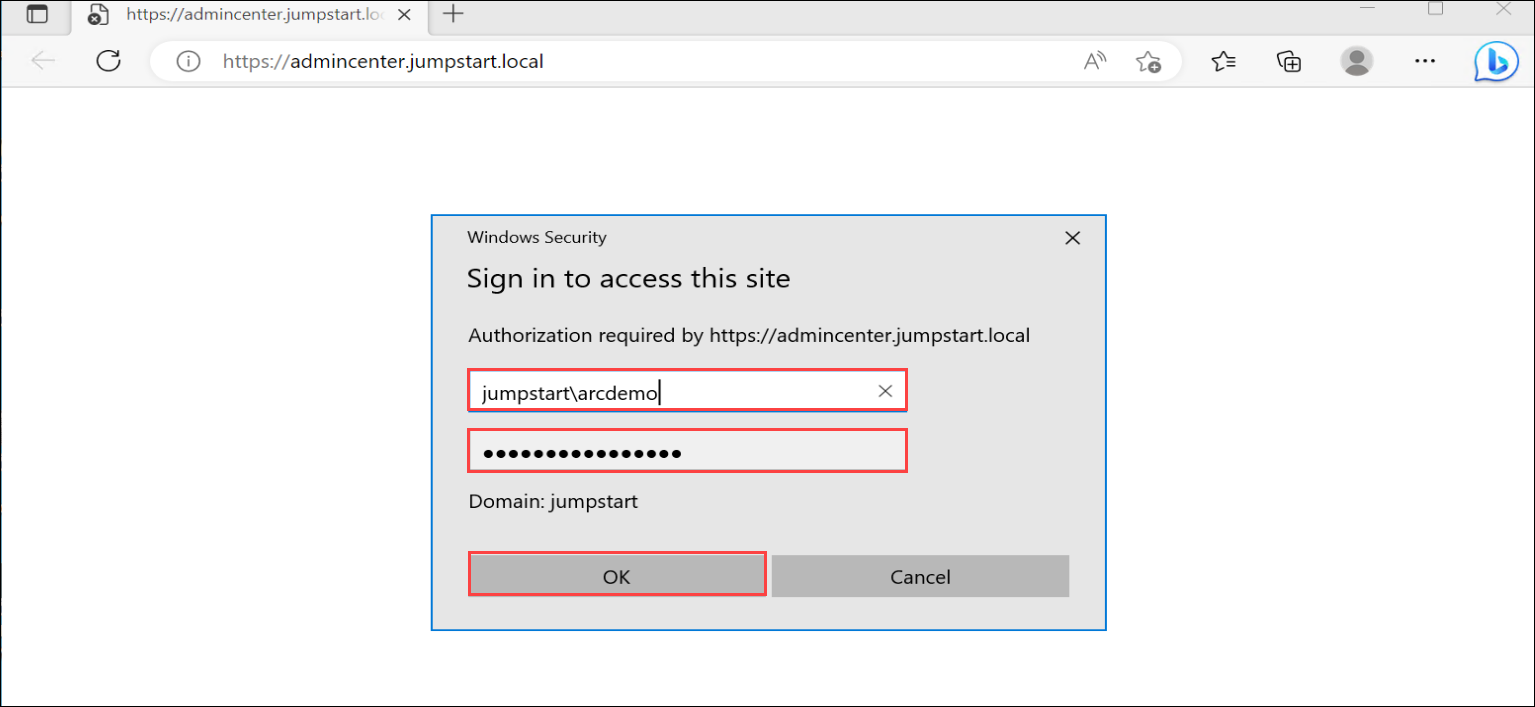 https://admincenter.jumpstart.lo
https://admincenter.jumpstart.local
Windows Security
Sign in to access this site
Authorization required by https://admincenter.jumpstart.local
jumpstart\arcdemo
●●●●●●●●●●●●●●●●
Domain: jumpstart
OK
Cancel